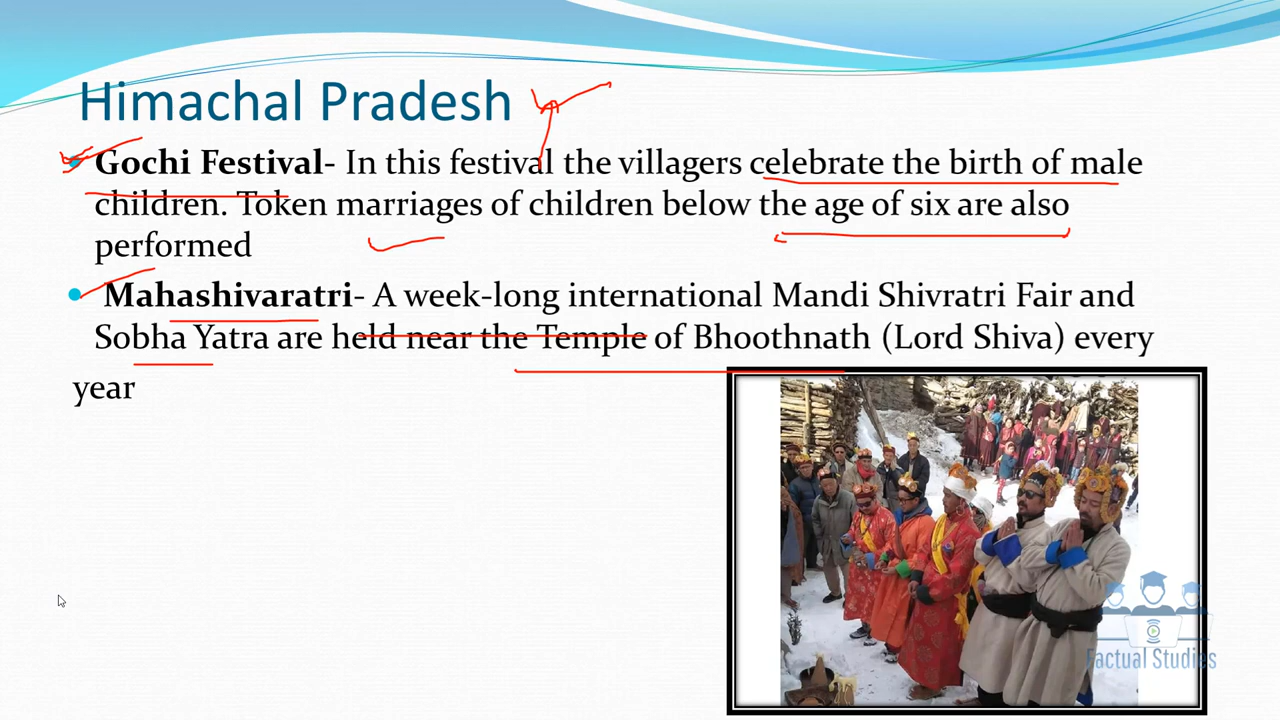 Himachal Pradesh
Gochi Festival- In this festival the villagers celebrate the birth of male
children. Token marriages of children below the age of six are also
performed
Mahashivaratri- A week-long international Mandi Shivratri Fair and
Sobha Yatra are held near the Temple of Bhoothnath (Lord Shiva) every
year
Factual Studies